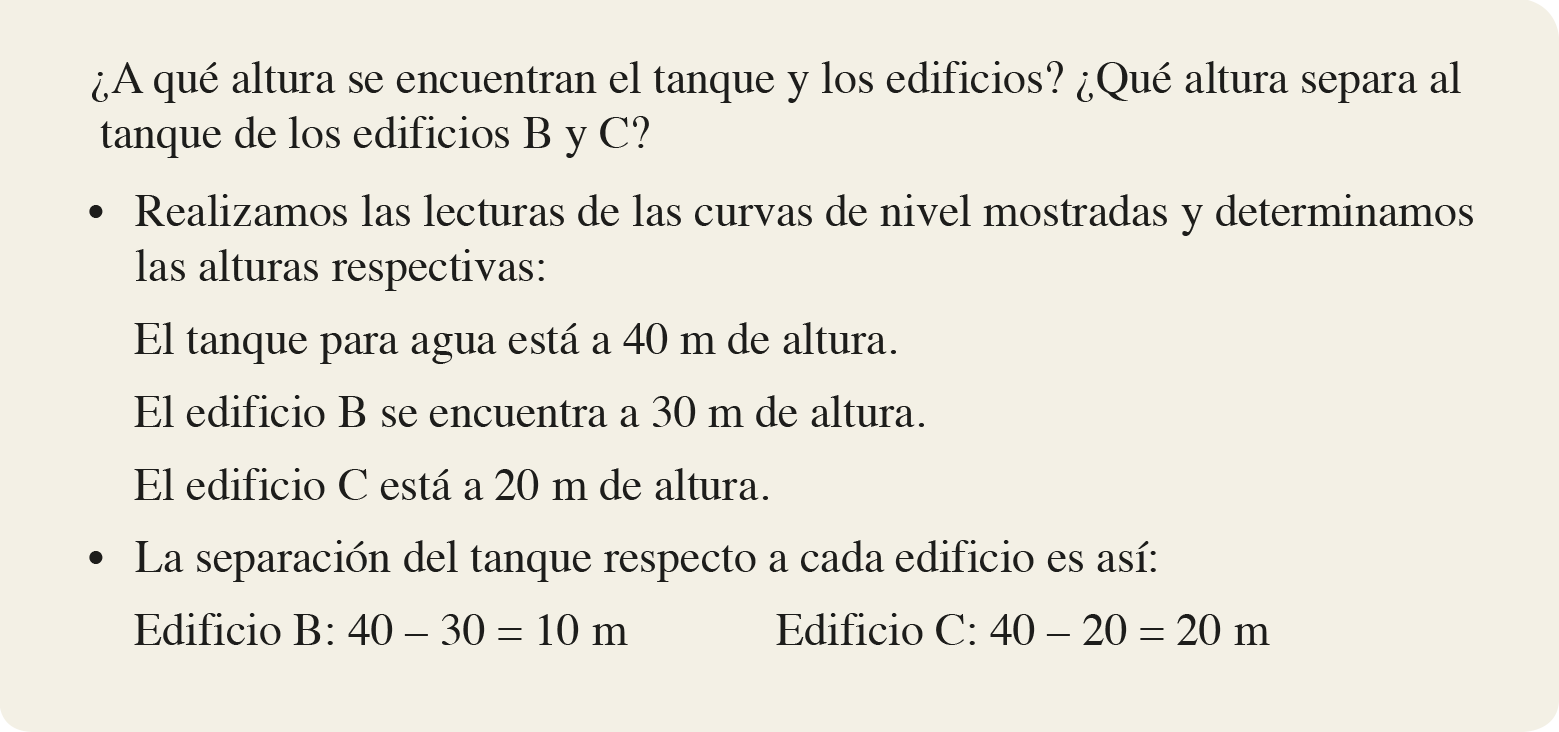 ¿A qué altura se encuentran el tanque y los edificios? ¿Qué altura separa al
tanque de los edificios B y C?
• Realizamos las lecturas de las curvas de nivel mostradas y determinamos
las alturas respectivas:
El tanque para agua está a 40 m de altura.
El edificio B se encuentra a 30 m de altura.
El edificio C está a 20 m de altura.
• La separación del tanque respecto a cada edificio es así:
Edificio B: 40 – 30 = 10 m Edificio C: 40 – 20 = 20 m